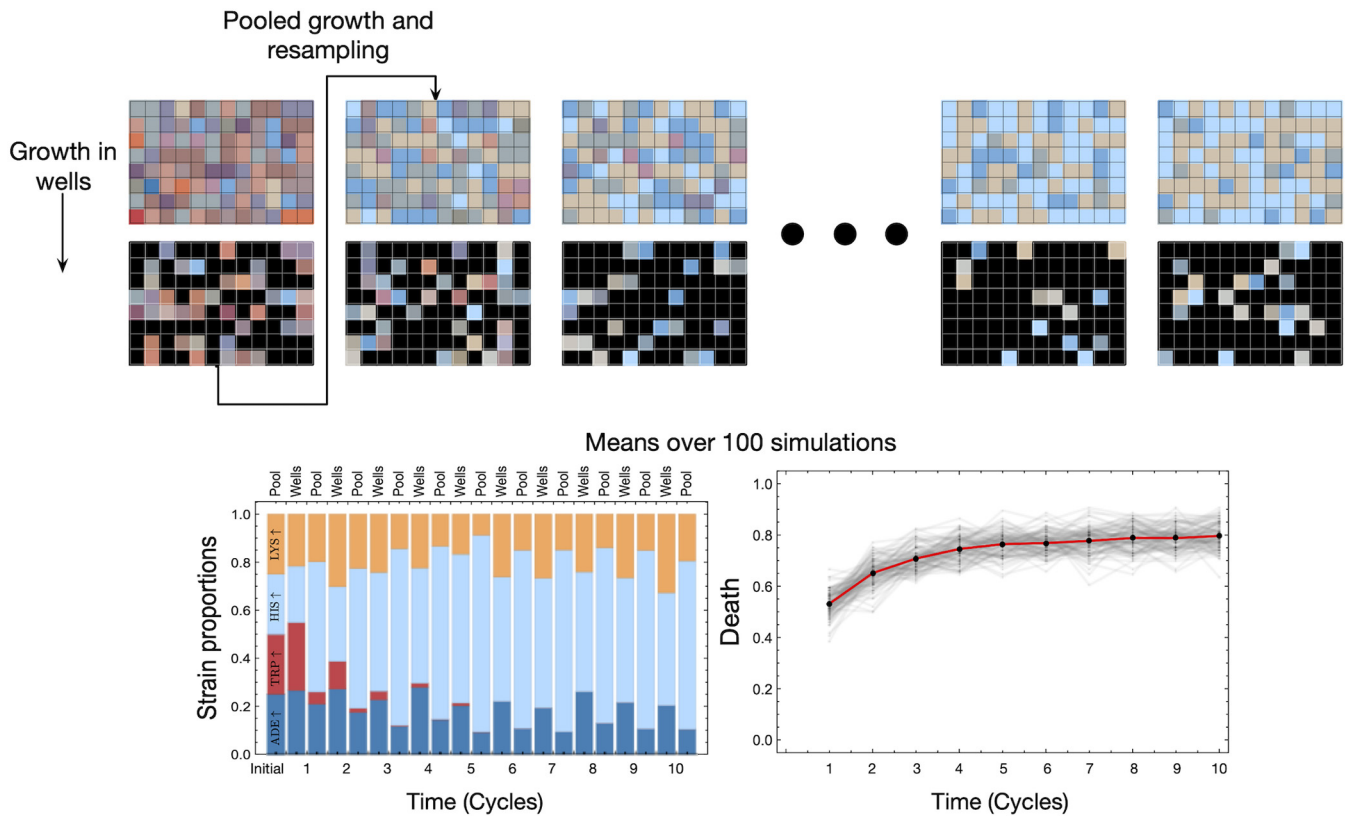 Pooled growth and
resampling
Growth in
wells
Means over 100 simulations
Pool Wells Pool Wells Pool Wells Pool Wells Pool Wells Pool Wells Pool Wells Pool Wells Pool Wells Pool Wells Pool
1.0
0.8
0.6
0.4
0.2
0.0
Strain proportions
LYS ↑
HIS ↑
TRP ↑
ADE ↑
Initial 1 2 3 4 5 6 7 8 9 10
Time (Cycles)
1.0
0.8
0.6
0.4
0.2
0.0
Death
1 2 3 4 5 6 7 8 9 10
Time (Cycles)